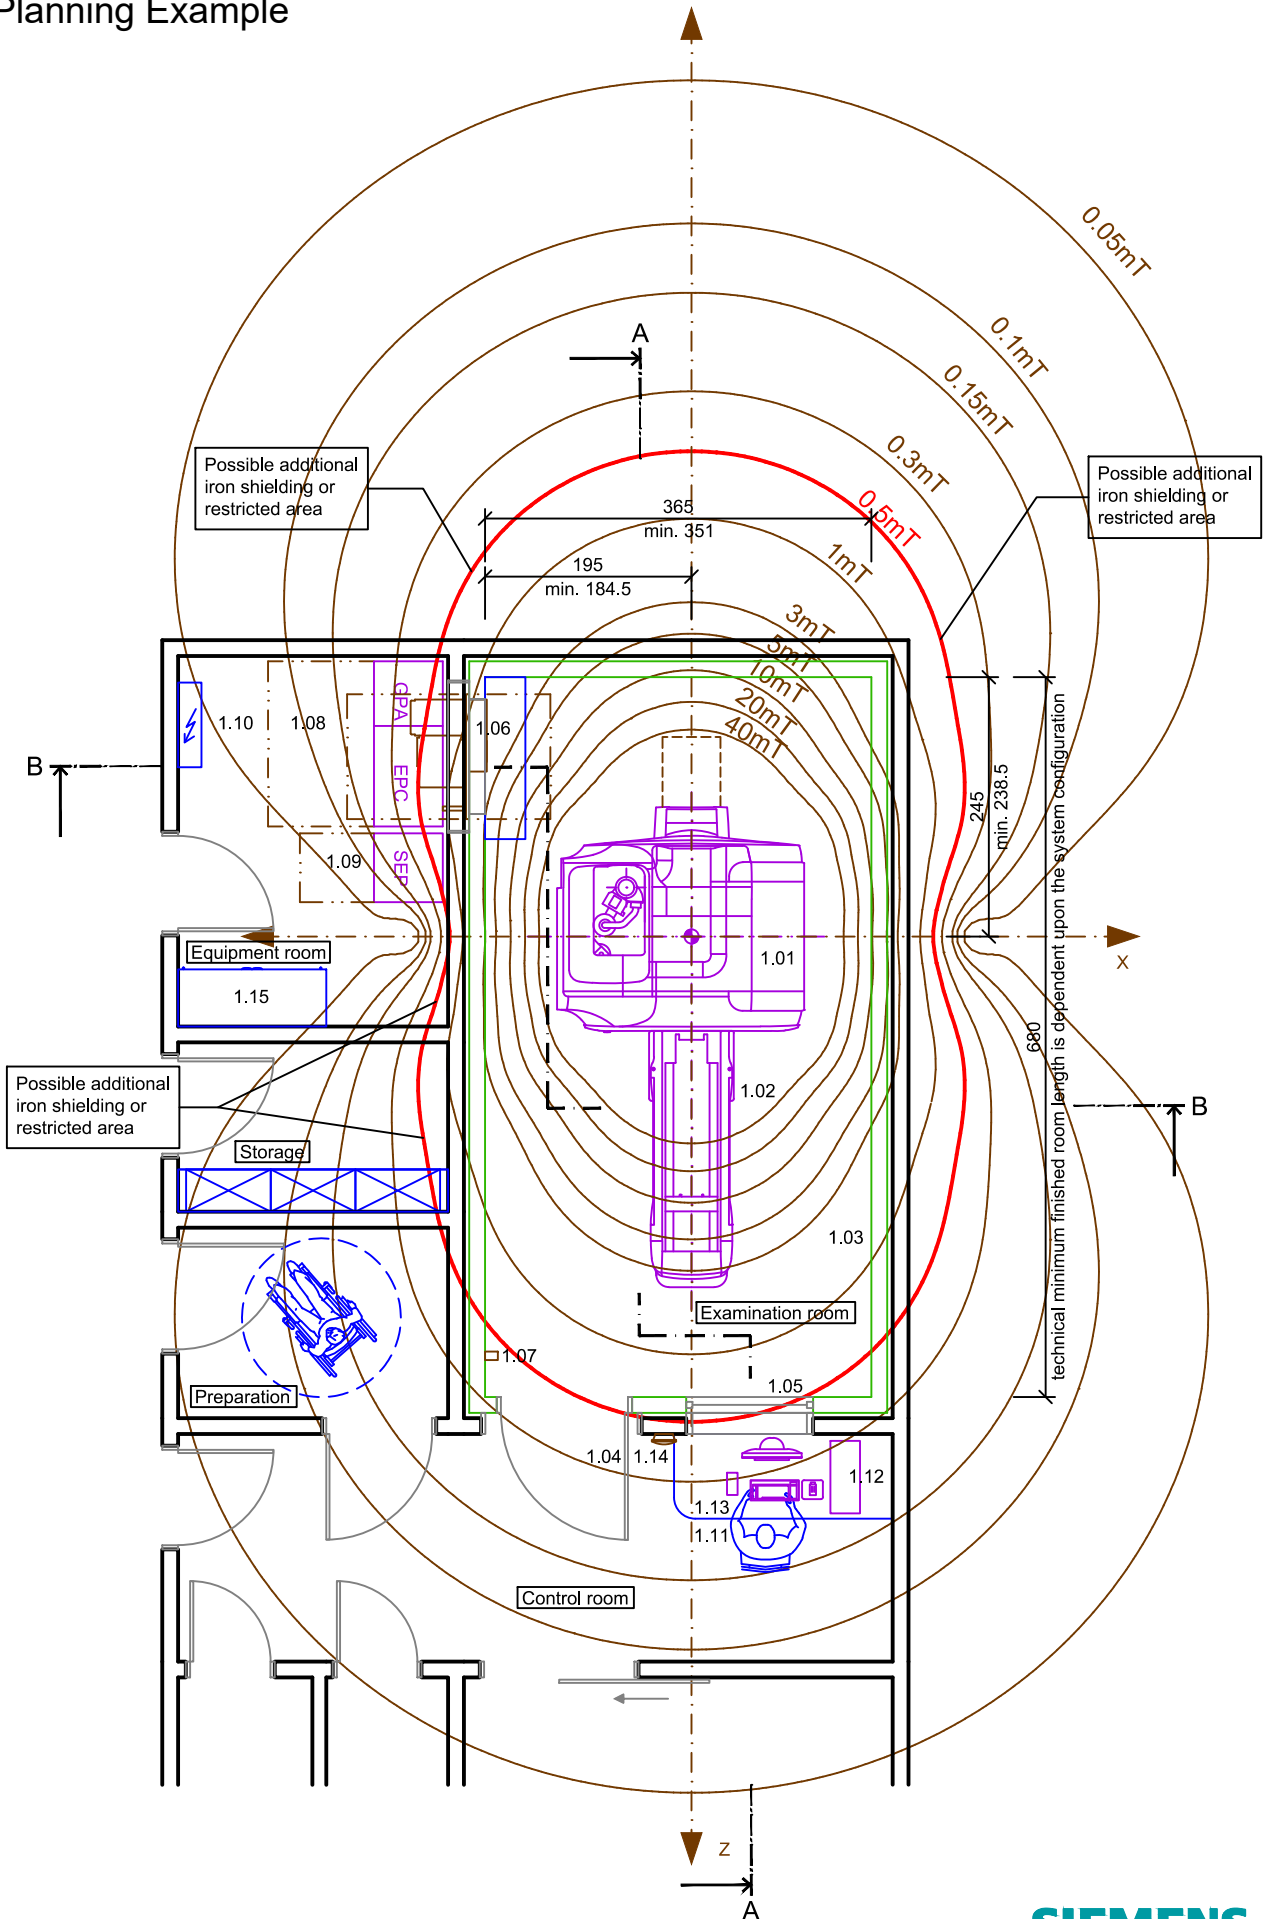 Planning Example
0.05mT
0.1mT
0.15mT
0.3mT
0.5mT
1mT
3mT
5mT
10mT
20mT
40mT
A
Possible additional
iron shielding or
restricted area
Possible additional
iron shielding or
restricted area
365
min. 351
195
min. 184.5
1.10
1.08
GPA
1.06
B
EPC
1.09
SEP
245
min. 238.5
680
technical minimum finished room length is dependent upon the system configuration
Equipment room
1.15
1.01
X
Possible additional
iron shielding or
restricted area
1.02
B
Storage
1.03
Examination room
1.07
Preparation
1.05
1.04
1.14
1.12
1.13
1.11
Control room
Z
A
SIEMENS